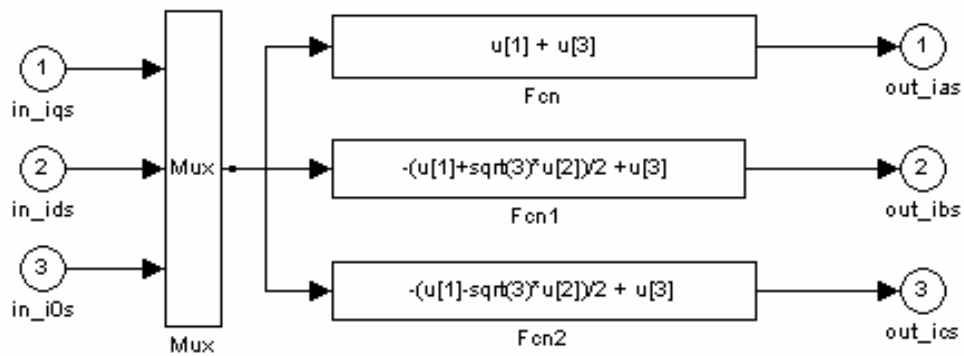 1
in_iqs
2
in_ids
3
in_i0s
Mux
Mux
u[1] + u[3]
Fcn
-(u[1]+sqrt(3)*u[2])/2 +u[3]
Fcn1
-(u[1]-sqrt(3)*u[2])/2 + u[3]
Fcn2
1
out_ias
2
out_ibs
3
out_ics